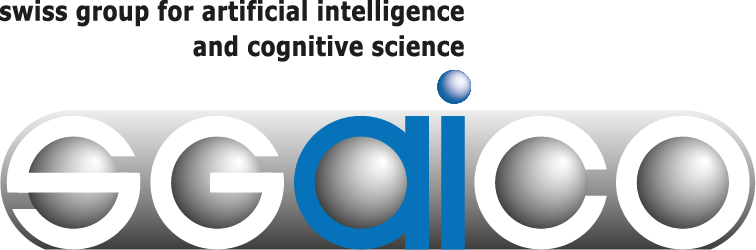 swiss group for artificial intelligence
and cognitive science
SGaiCO